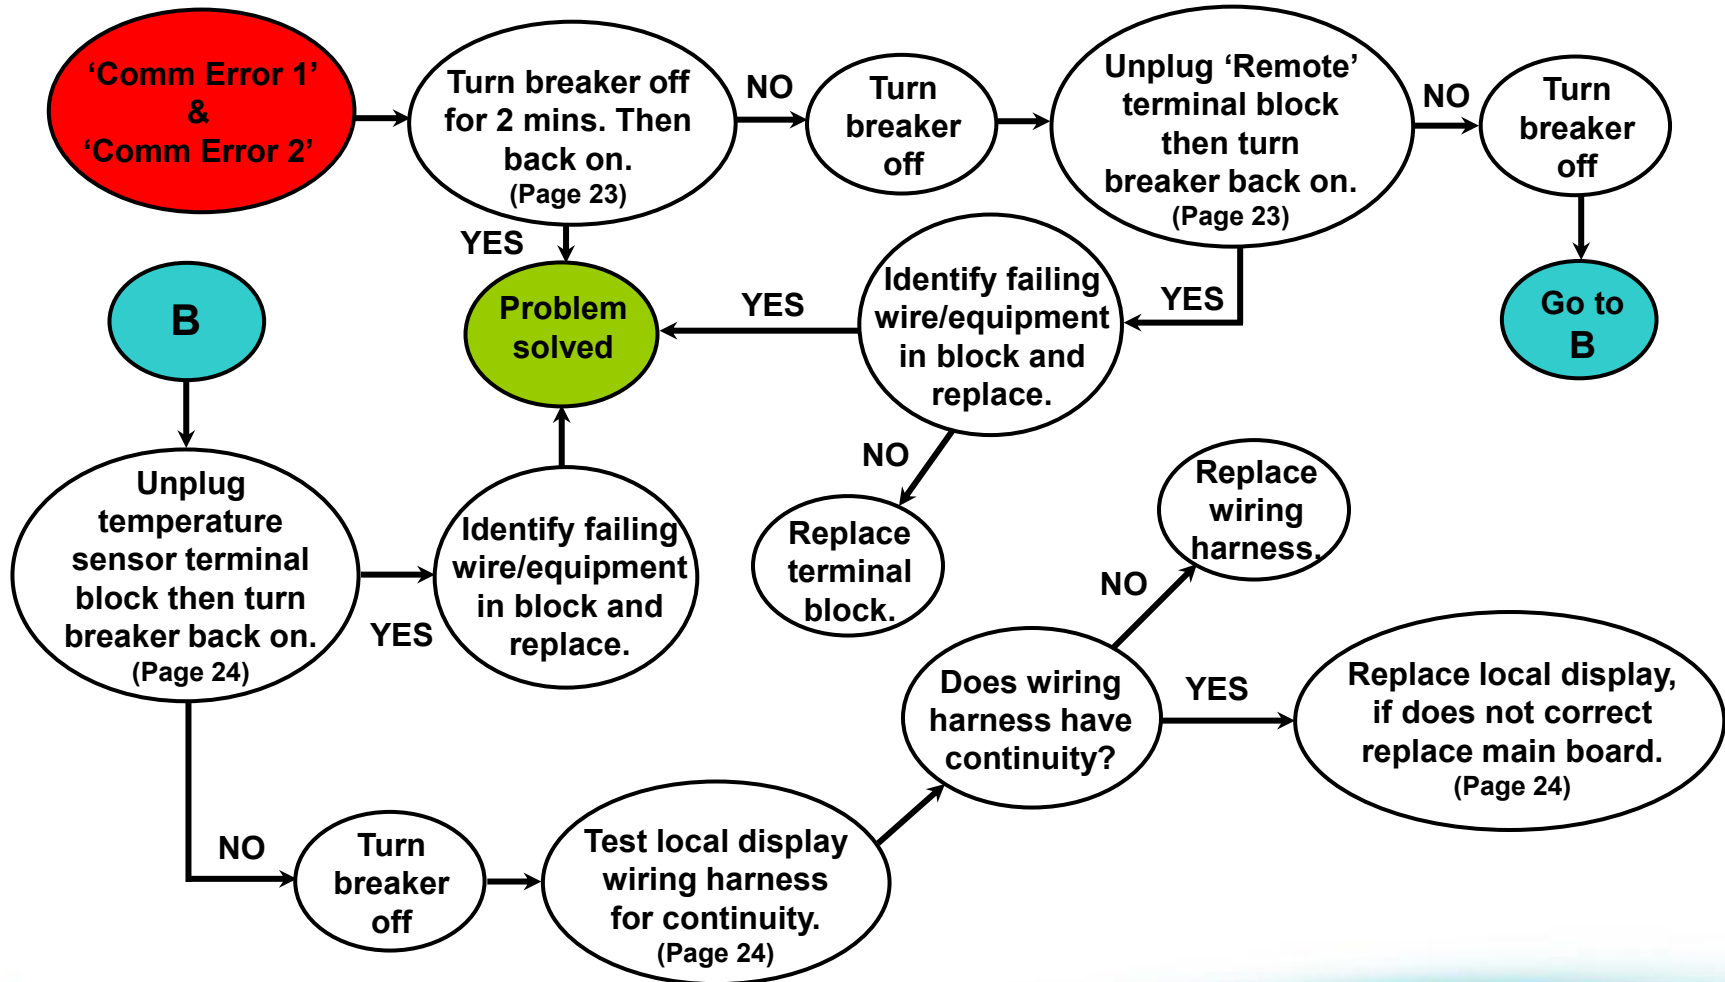 ‘Comm Error 1’
&
‘Comm Error 2’
Turn breaker off
for 2 mins. Then
back on.
(Page 23)
NO
Turn
breaker
off
Unplug ‘Remote’
terminal block
then turn
breaker back on.
(Page 23)
NO
Turn
breaker
off
YES
B
Problem
solved
YES
Identify failing
wire/equipment
in block and
replace.
YES
Go to
B
NO
Replace
terminal
block.
Unplug
temperature
sensor terminal
block then turn
breaker back on.
(Page 24)
YES
Identify failing
wire/equipment
in block and
replace.
Replace
wiring
harness.
NO
Does wiring
harness have
continuity?
YES
Replace local display,
if does not correct
replace main board.
(Page 24)
NO
Turn
breaker
off
Test local display
wiring harness
for continuity.
(Page 24)